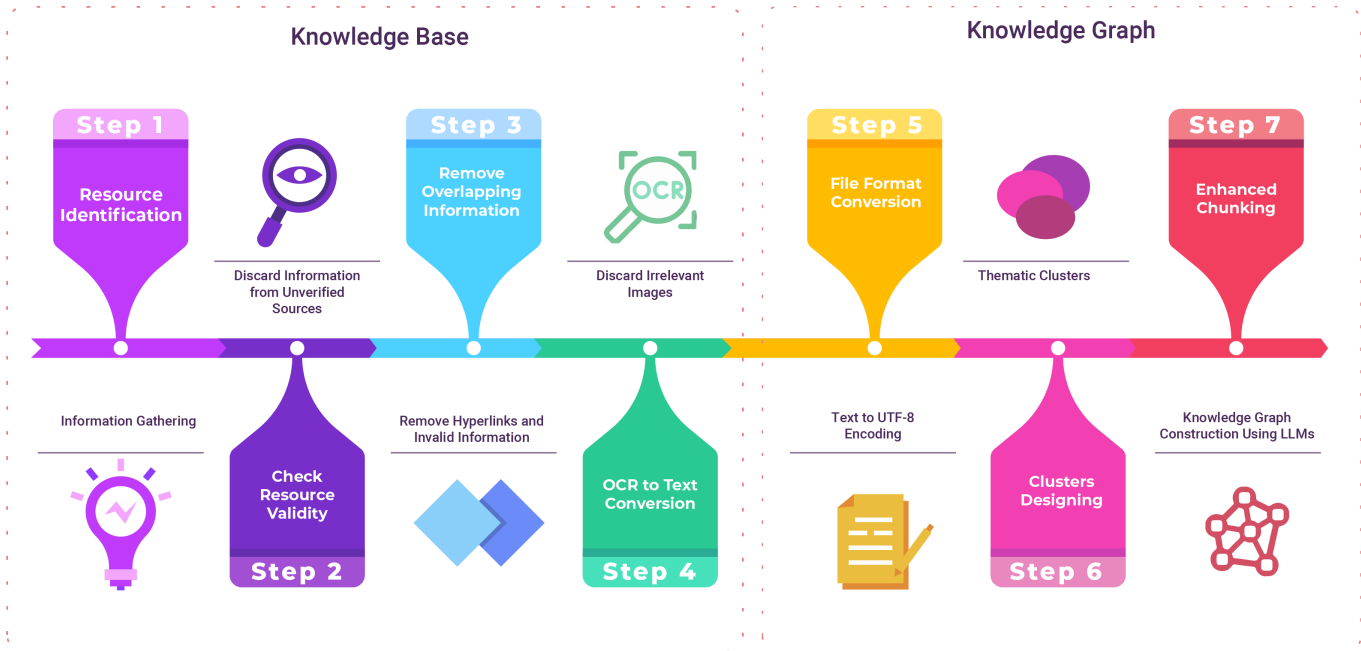 Knowledge Base
Knowledge Graph
Step 1
Resource
Identification
Information Gathering
Discard Infrormation
from Unverified
Sources
Check
Resource
Validity
Step 2
Step 3
Remove
Overlapping
Information
Remove Hyperlinks and
Invalid Information
OCR
Discard Irrelevant
Images
OCR to Text
Conversion
Step 4
Step 5
File Format
Conversion
Text to UTF-8
Encoding
Thematic Clusters
Clusters
Designing
Step 6
Step 7
Enhanced
Chunking
Knowledge Graph
Construction Using LLMs